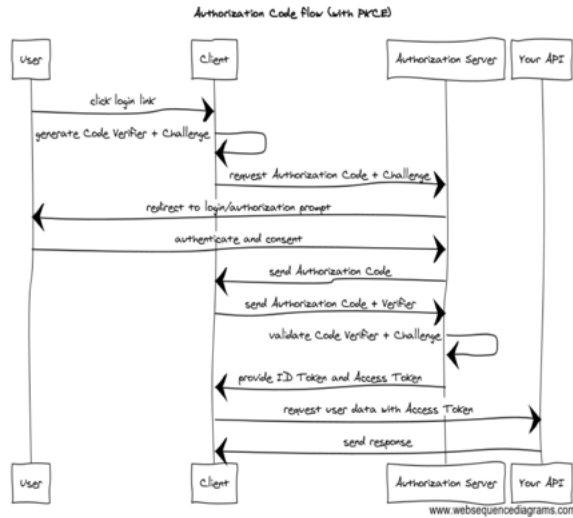 Authorization Code Flow (with PKCE)
User
Client
Authorization Server
Your API
click login link
generate Code Verifier + Challenge
request Authorization Code + Challenge
redirect to login/authorization prompt
authenticate and consent
send Authorization Code
send Authorization Code + Verifier
validate Code Verifier + Challenge
provide ID Token and Access Token
request user data with Access Token
send response
User
Client
Authorization Server
Your API
www.websequencediagrams.com